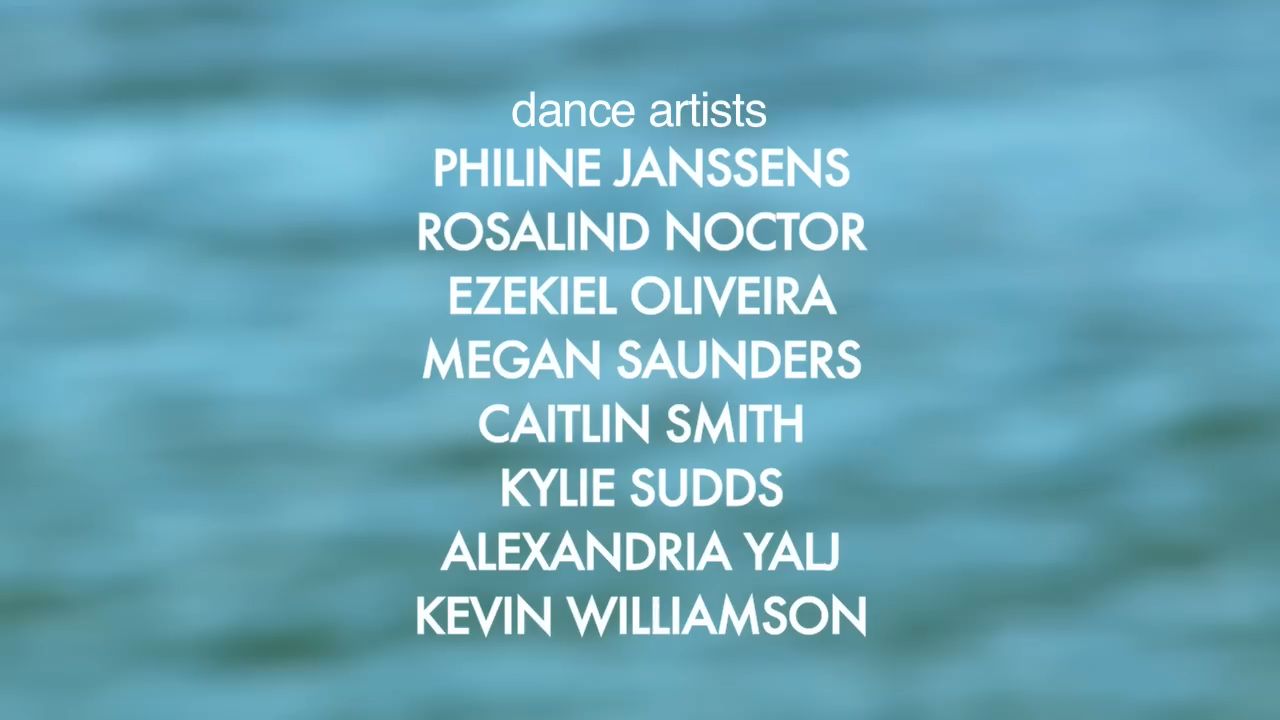 dance artists
PHILINE JANSSENS
ROSALIND NOCTOR
EZEKIEL OLIVEIRA
MEGAN SAUNDERS
CAITLIN SMITH
KYLIE SUDDS
ALEXANDRIA YALJ
KEVIN WILLIAMSON